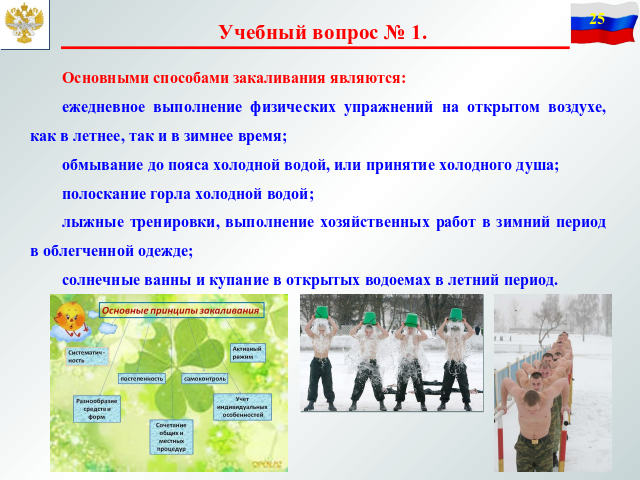 25
Учебный вопрос № 1.
Основными способами закаливания являются:
ежедневное выполнение физических упражнений на открытом воздухе,
как в летнее, так и в зимнее время;
обмывание до пояса холодной водой, или принятие холодного душа;
полоскание горла холодной водой;
лыжные тренировки, выполнение хозяйственных работ в зимний период
в облегченной одежде;
солнечные ванны и купание в открытых водоемах в летний период.
Основные принципы закаливания
Систематич-
ность
Активный
режим
постепенность
самоконтроль
Разнообразие
средств и
форм
Учет
индивидуальных
особенностей
Сочетание
общих и
местных
процедур